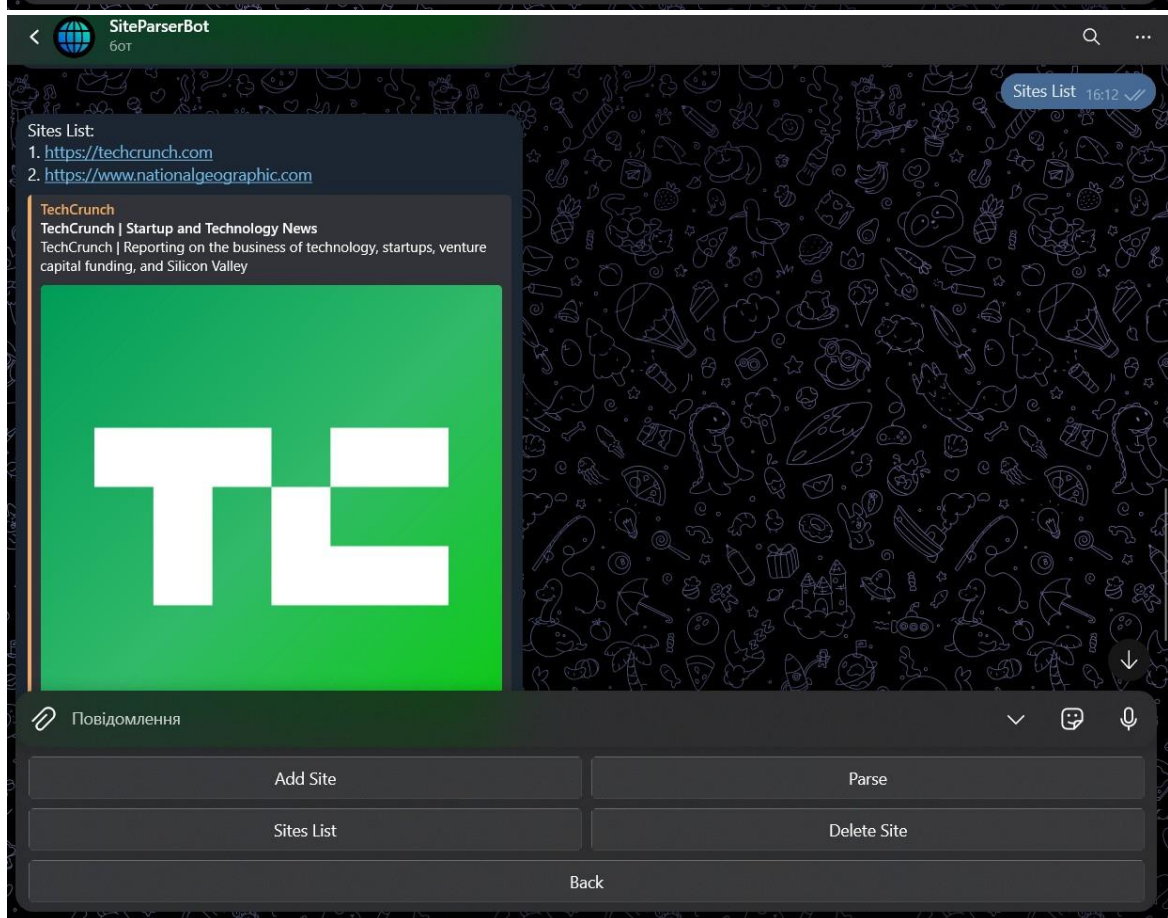 SiteParserBot
бот
Sites List 16:12
Sites List:
1. https://techcrunch.com
2. https://www.nationalgeographic.com
TechCrunch
TechCrunch | Startup and Technology News
TechCrunch | Reporting on the business of technology, startups, venture
capital funding, and Silicon Valley
TC
Повідомлення
Add Site
Parse
Sites List
Delete Site
Back